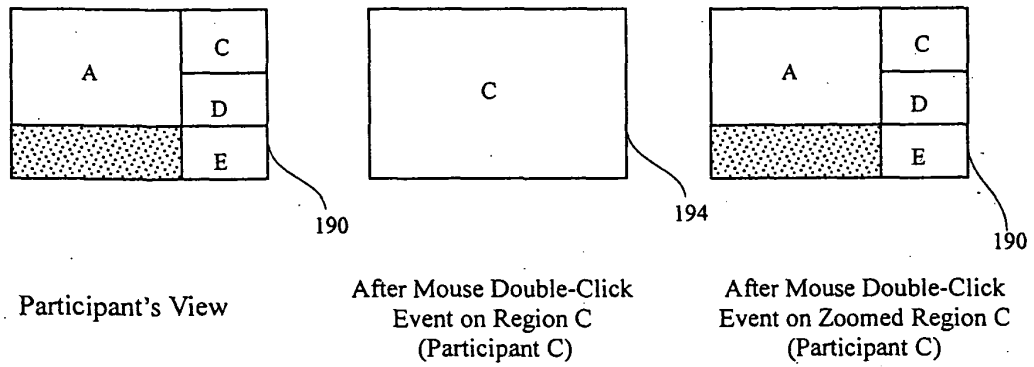 A
C
D
E
190
C
194
A
C
D
E
190
Participant's View
After Mouse Double-Click
Event on Region C
(Participant C)
After Mouse Double-Click
Event on Zoomed Region C
(Participant C)